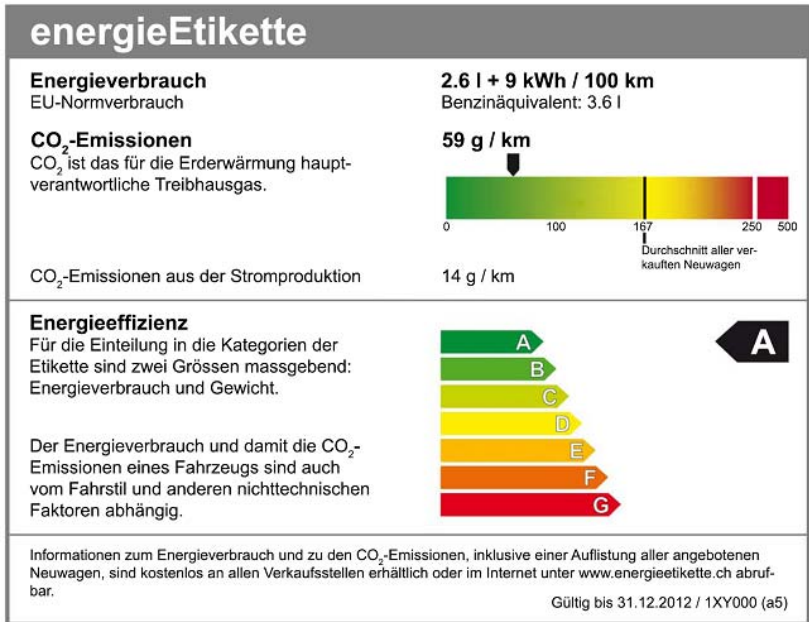 energieEtikette
Energieverbrauch
2.6 l + 9 kWh / 100 km
EU-Normverbrauch
Benzinäquivalent: 3.6 l
CO₂-Emissionen
59 g / km
CO₂ ist das für die Erderwärmung haupt-
verantwortliche Treibhausgas.
0 100 167 250 500
Durchschnitt aller ver-
kauften Neuwagen
CO₂-Emissionen aus der Stromproduktion
14 g / km
Energieeffizienz
Für die Einteilung in die Kategorien der
Etikette sind zwei Grössen massgebend:
Energieverbrauch und Gewicht.
Der Energieverbrauch und damit die CO₂-
Emissionen eines Fahrzeugs sind auch
vom Fahrstil und anderen nichttechnischen
Faktoren abhängig.
A
B
C
D
E
F
G
A
Informationen zum Energieverbrauch und zu den CO₂-Emissionen, inklusive einer Auflistung aller angebotenen
Neuwagen, sind kostenlos an allen Verkaufsstellen erhältlich oder im Internet unter www.energieetikette.ch abruf-
bar.
Gültig bis 31.12.2012 / 1XY000 (a5)